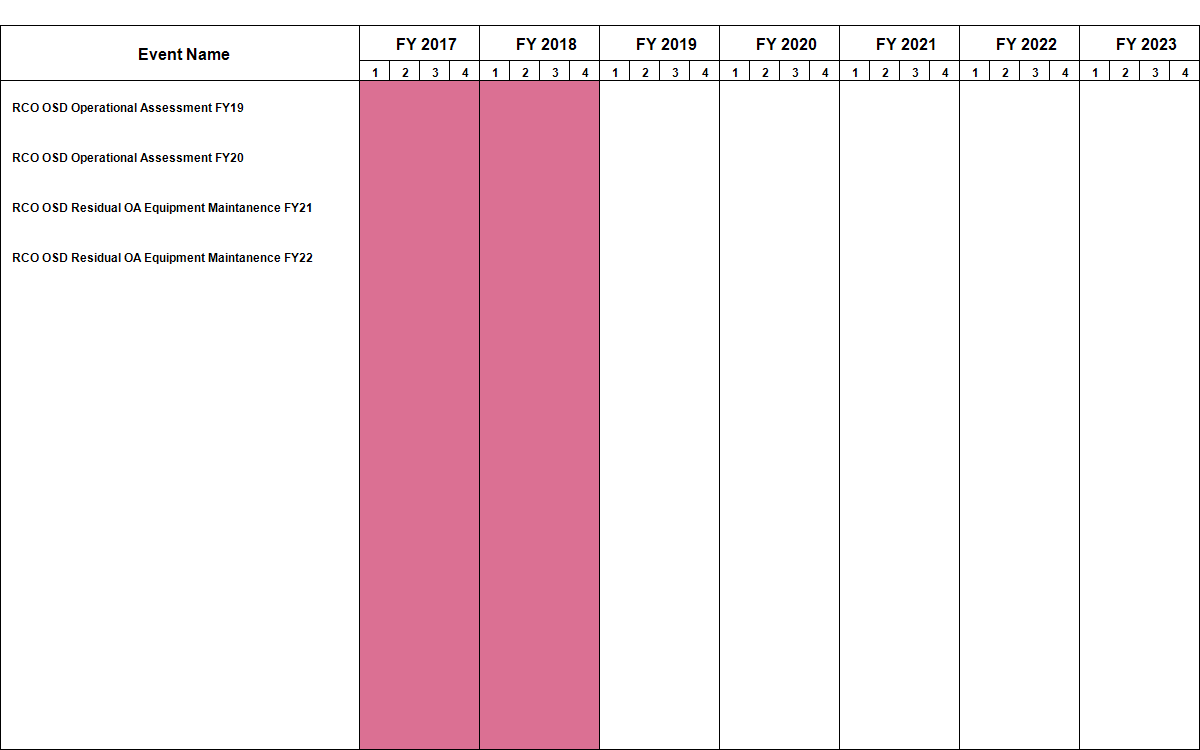 Event Name FY 2017 FY 2018 FY 2019 FY 2020 FY 2021 FY 2022 FY 2023
1 2 3 4 1 2 3 4 1 2 3 4 1 2 3 4 1 2 3 4 1 2 3 4 1 2 3 4
RCO OSD Operational Assessment FY19
RCO OSD Operational Assessment FY20
RCO OSD Residual OA Equipment Maintanence FY21
RCO OSD Residual OA Equipment Maintanence FY22